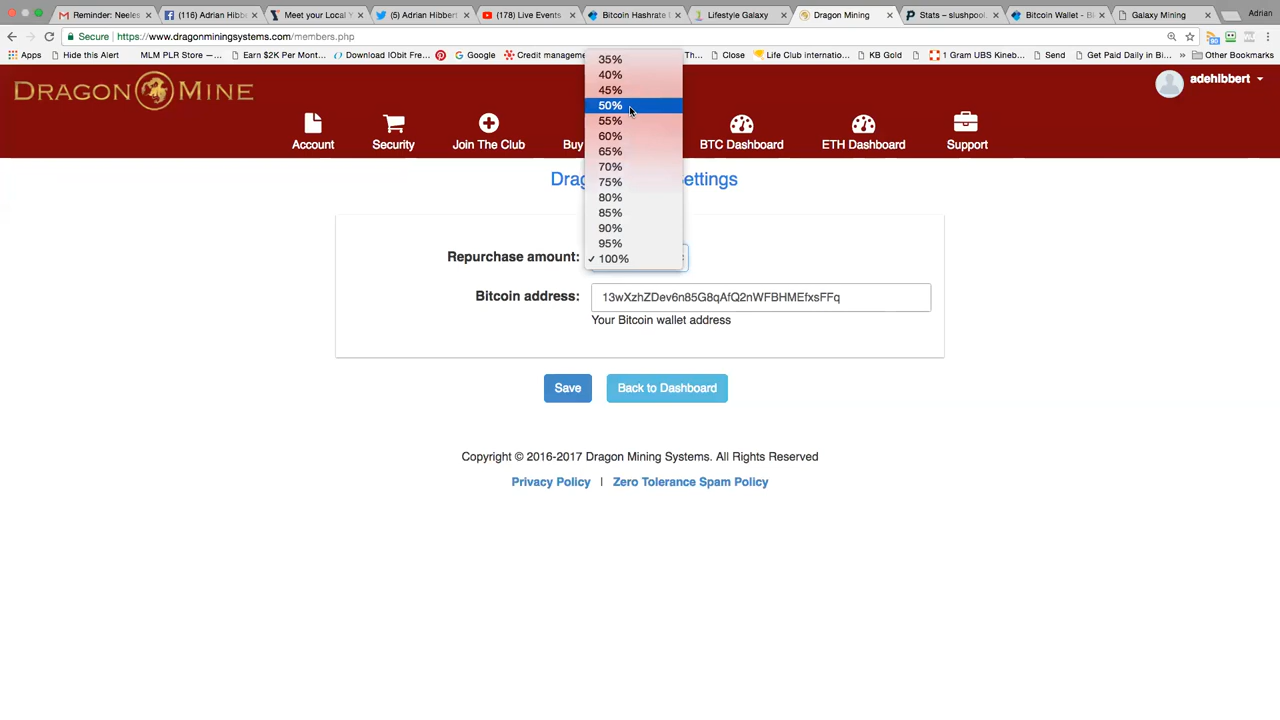 Reminder: Neeles
(116) Adrian Hibbe
Meet your Local Y
(5) Adrian Hibbert
(178) Live Events
Bitcoin Hashrate
Lifestyle Galaxy
Dragon Mining
Stats – slushpool.
Bitcoin Wallet - Bi
Galaxy Mining
Adrian
Secure
https://www.dragonminingsystems.com/members.php
Apps
Hide this Alert
MLM PLR Store —...
Earn $2K Per Mont...
Download IObit Fre...
Google
Credit manageme
Th...
Close
Life Club internatio...
KB Gold
1 Gram UBS Kineb...
Send
Get Paid Daily in Bi...
»
Other Bookmarks
DRAGON MINE
adehibbert
Account
Security
Join The Club
Buy
BTC Dashboard
ETH Dashboard
Support
35%
40%
45%
50%
55%
60%
65%
70%
75%
80%
85%
90%
95%
✓ 100%
Drag
ettings
Repurchase amount:
Bitcoin address:
13wXzhZDev6n85G8qAfQ2nWFBHMEfxsFFq
Your Bitcoin wallet address
Save
Back to Dashboard
Copyright © 2016-2017 Dragon Mining Systems. All Rights Reserved
Privacy Policy | Zero Tolerance Spam Policy